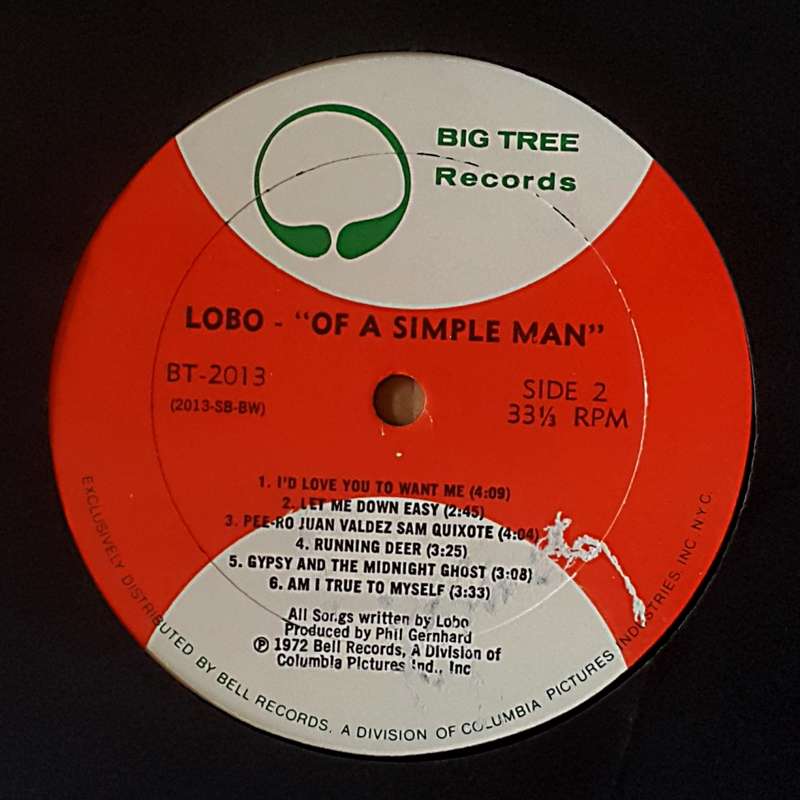 BIG TREE
Records
LOBO - "OF A SIMPLE MAN"
BT-2013
(2013-SB-BW)
SIDE 2
33⅓ RPM
1. I'D LOVE YOU TO WANT ME (4:09)
2. LET ME DOWN EASY (2:45)
3. PEE-RO JUAN VALDEZ SAM QUIXOTE (4:04)
4. RUNNING DEER (3:25)
5. GYPSY AND THE MIDNIGHT GHOST (3:08)
6. AM I TRUE TO MYSELF (3:33)
All Songs written by Lobo
Produced by Phil Gernhard
℗ 1972 Bell Records, A Division of
Columbia Pictures Ind., Inc
EXCLUSIVELY DISTRIBUTED BY BELL RECORDS, A DIVISION OF COLUMBIA PICTURES INDUSTRIES, INC. N.Y.C.